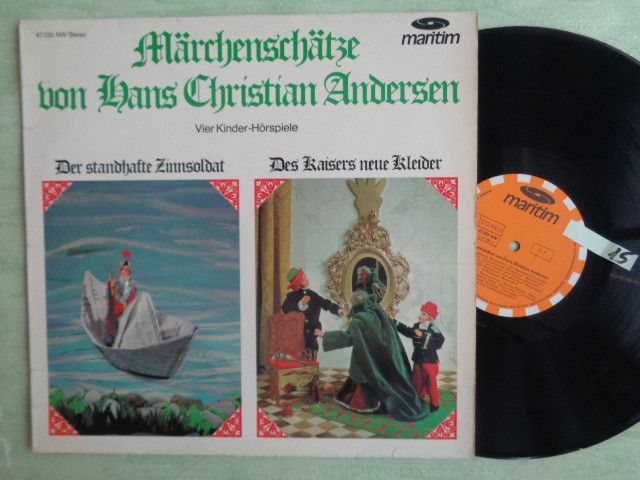 47 035 NW Stereo
maritim
Märchenschätze
von Hans Christian Andersen
Vier Kinder-Hörspiele
Der standhafte Zinnsoldat
Des Kaisers neue Kleider
maritim
STEREO
15